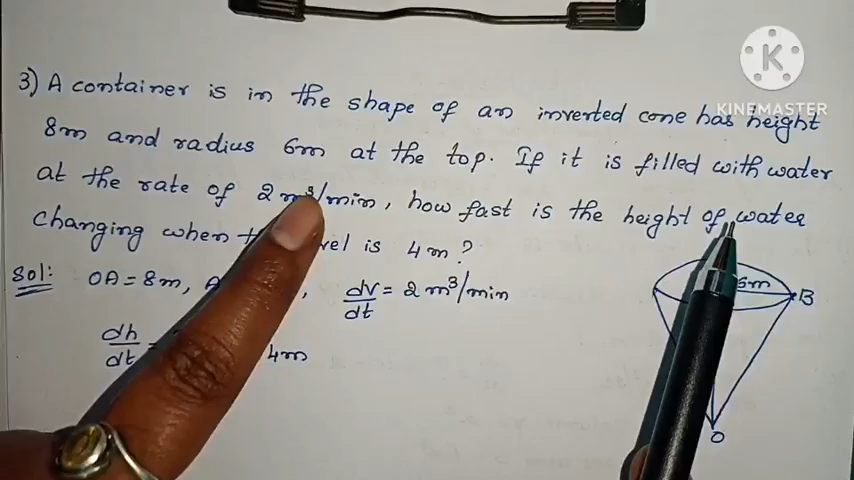 KINEMASTER
3) A container is in the shape of an inverted cone has height
8m and radius 6m at the top. If it is filled with water
at the rate of 2 m³/min, how fast is the height of water
changing when is 4m?
Sol: OA = 8m, dv/dt = 2 m³/min
dh/dt = 4m
6m
B
O